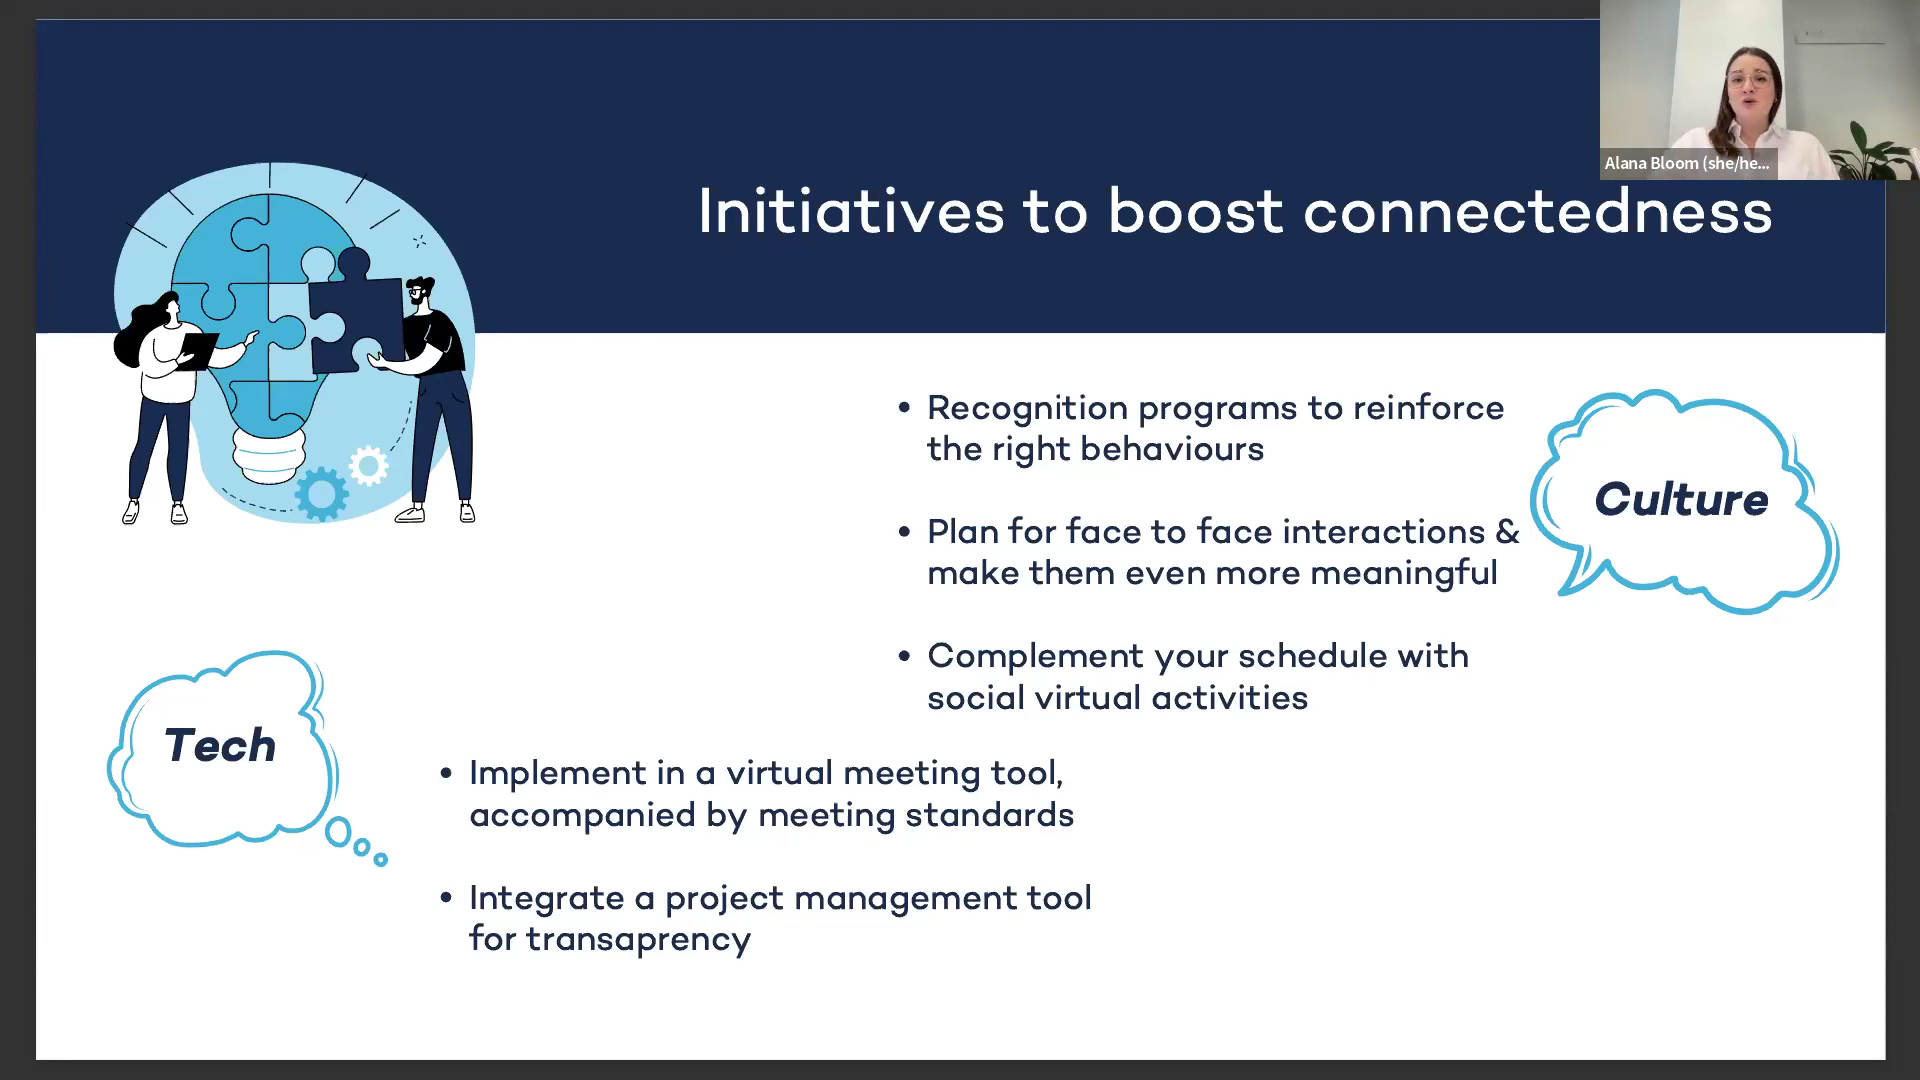 Alana Bloom (she/he...
Initiatives to boost connectedness
• Recognition programs to reinforce
the right behaviours
• Plan for face to face interactions &
make them even more meaningful
• Complement your schedule with
social virtual activities
Culture
Tech
• Implement in a virtual meeting tool,
accompanied by meeting standards
• Integrate a project management tool
for transaprency